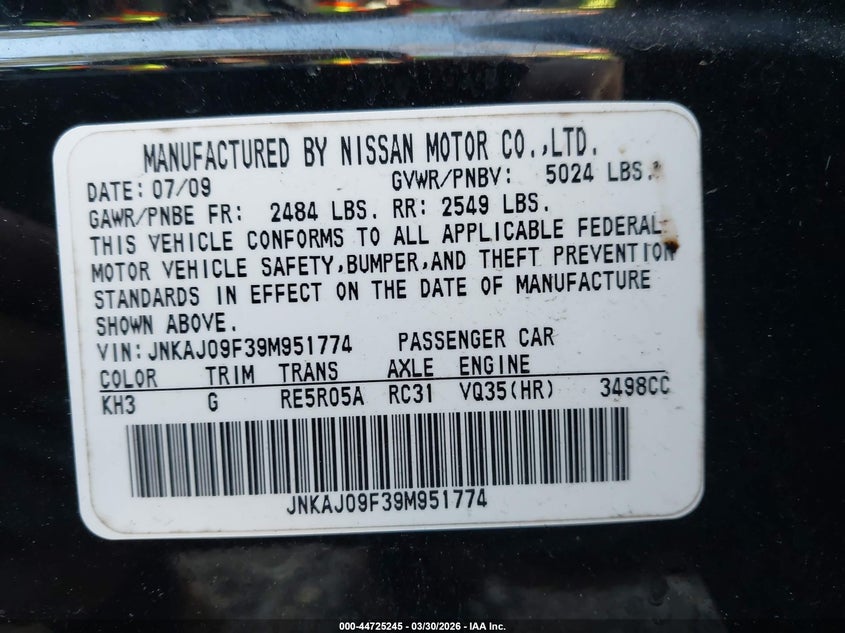 MANUFACTURED BY NISSAN MOTOR CO.,LTD.
DATE: 07/09 GVWR/PNBV: 5024 LBS.
GAWR/PNBE FR: 2484 LBS. RR: 2549 LBS.
THIS VEHICLE CONFORMS TO ALL APPLICABLE FEDERAL
MOTOR VEHICLE SAFETY,BUMPER,AND THEFT PREVENTION
STANDARDS IN EFFECT ON THE DATE OF MANUFACTURE
SHOWN ABOVE.
VIN:JNKAJ09F39M951774 PASSENGER CAR
COLOR TRIM TRANS AXLE ENGINE
KH3 G RE5R05A RC31 VQ35(HR) 3498CC
JNKAJ09F39M951774
000-44725245 - 03/30/2026 - IAA Inc.